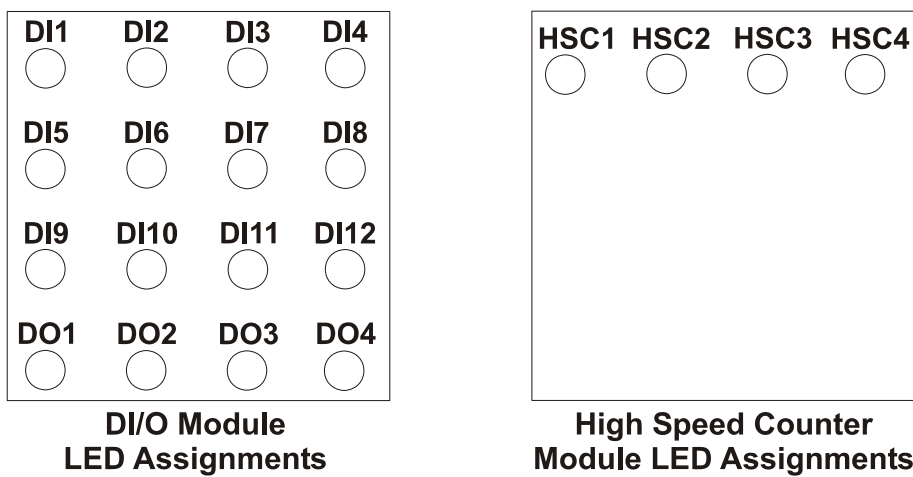 DI1 DI2 DI3 DI4
DI5 DI6 DI7 DI8
DI9 DI10 DI11 DI12
DO1 DO2 DO3 DO4
DI/O Module
LED Assignments
HSC1 HSC2 HSC3 HSC4
High Speed Counter
Module LED Assignments